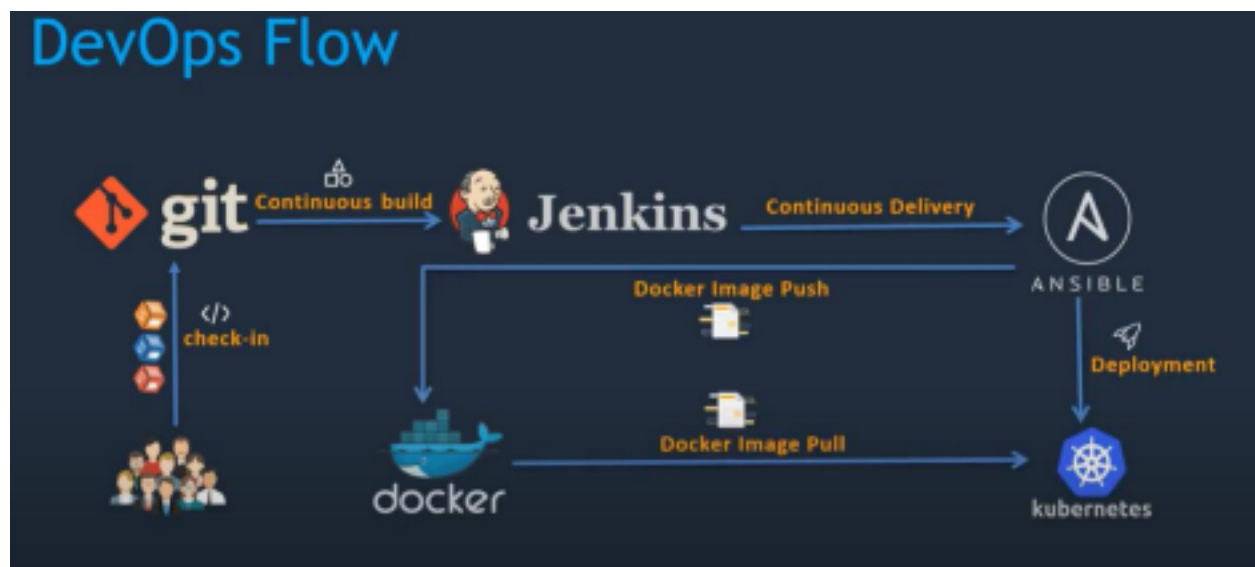 DevOps Flow
git
Continuous build
Jenkins
Continuous Delivery
ANSIBLE
Docker Image Push
</> check-in
Deployment
Docker Image Pull
docker
kubernetes